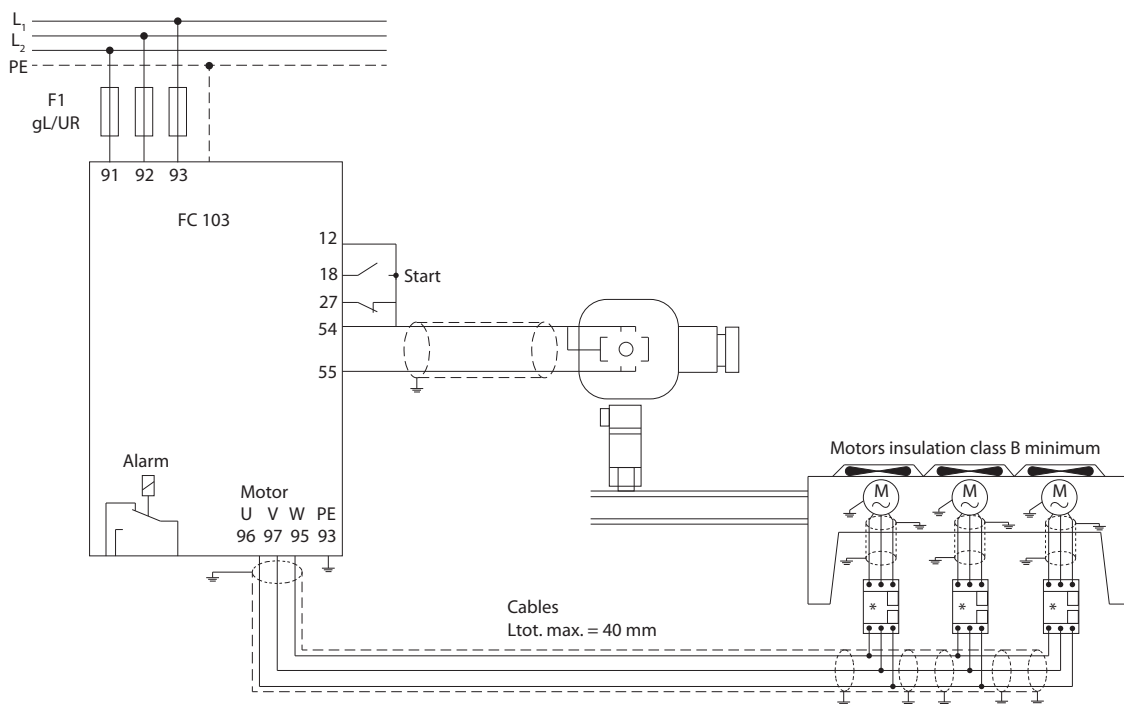 L1
L2
PE
F1
gL/UR
91 92 93
FC 103
12
18 Start
27
54
55
Alarm
Motor
U V W PE
96 97 95 93
Motors insulation class B minimum
M M M
* * *
Cables
Ltot. max. = 40 mm